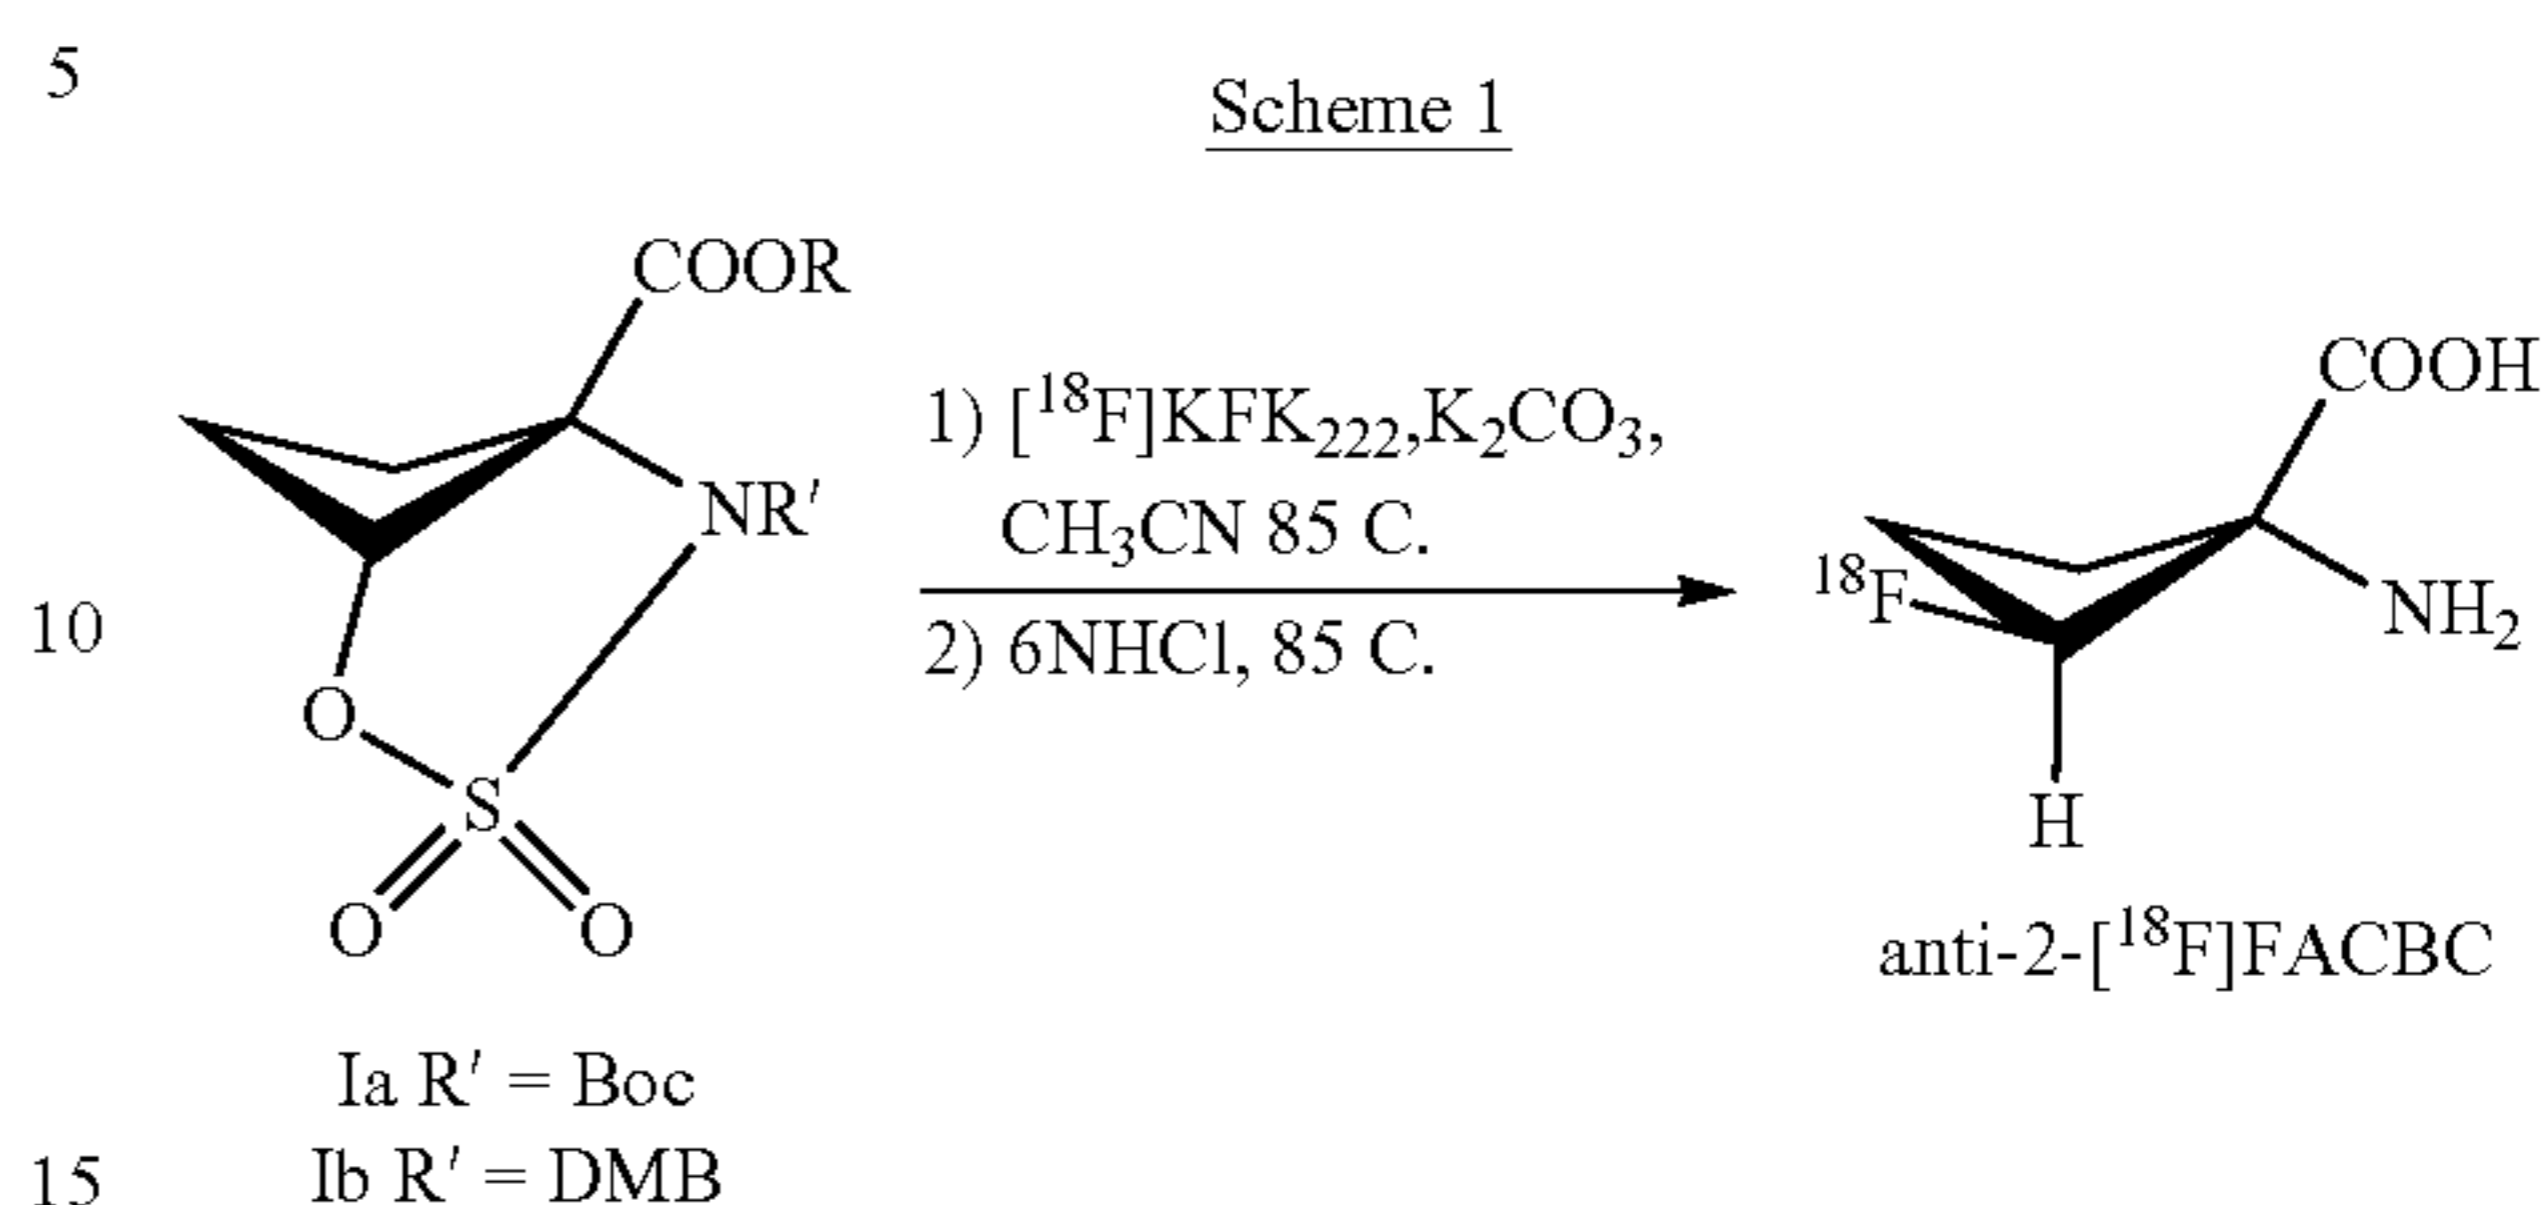 5
Scheme 1
COOR
1) [¹⁸F]KFK₂₂₂,K₂CO₃,
CH₃CN 85 C.
COOH
NR′
10
2) 6NHCl, 85 C.
¹⁸F
NH₂
O
S
H
O O
anti-2-[¹⁸F]FACBC
Ia R′ = Boc
15
Ib R′ = DMB